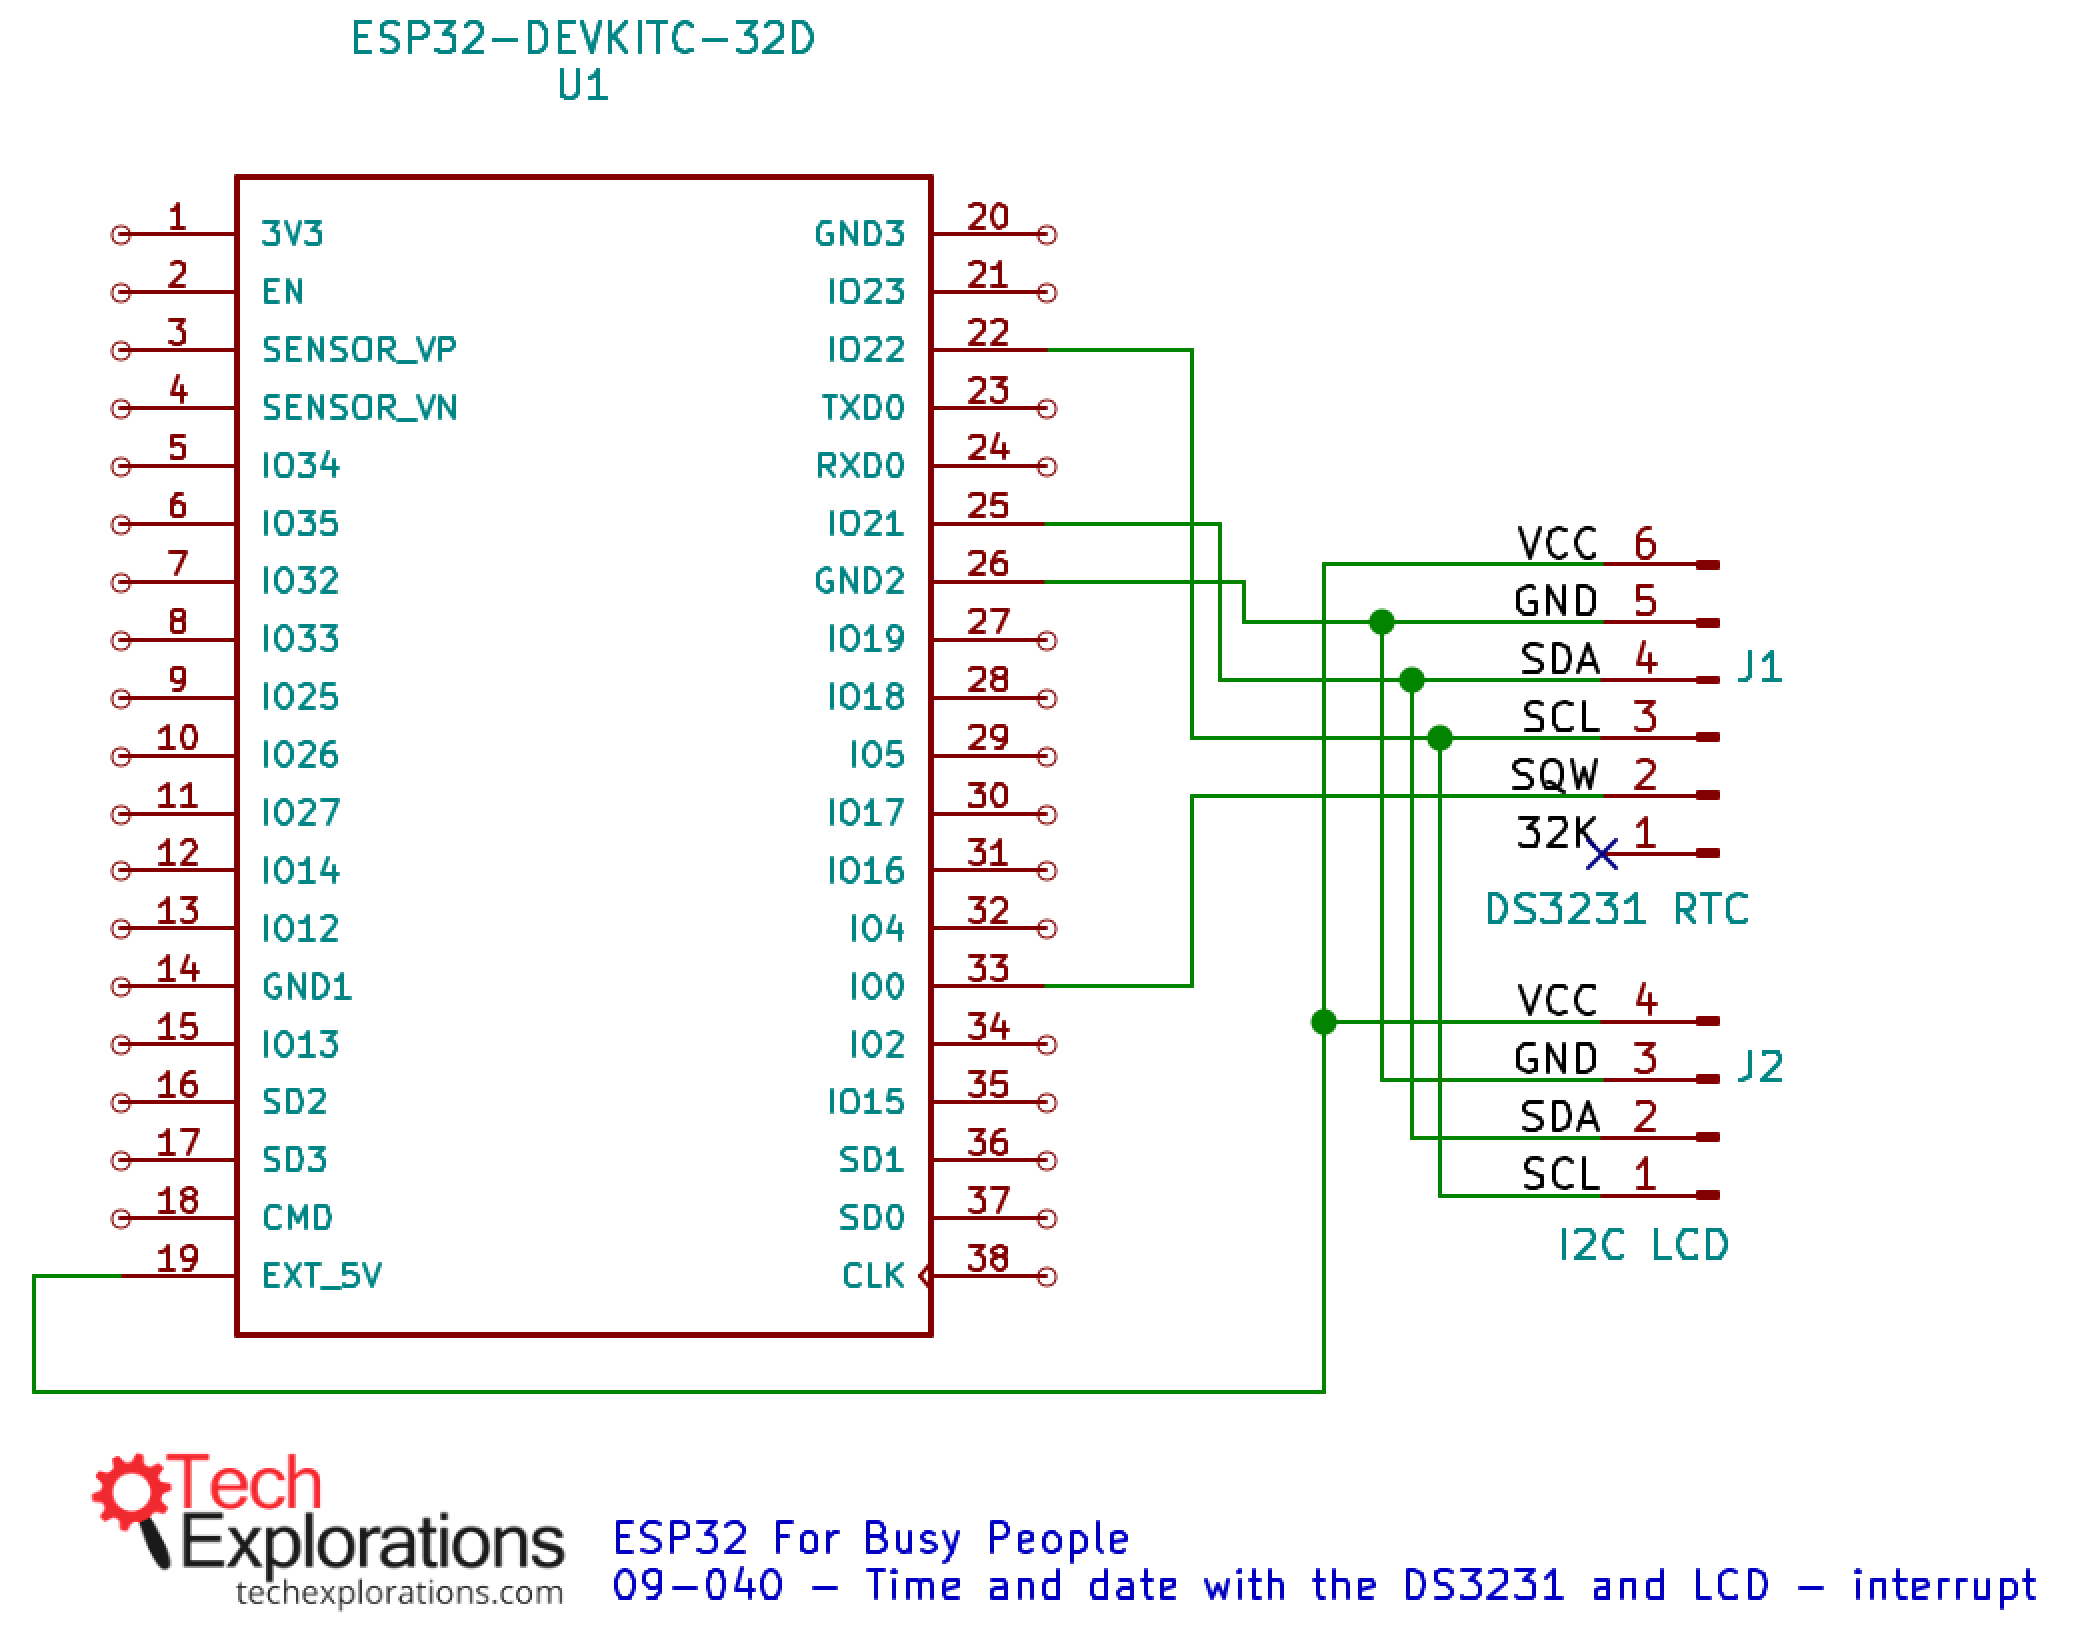 ESP32-DEVKITC-32D
U1
1 3V3 GND3 20
2 EN IO23 21
3 SENSOR_VP IO22 22
4 SENSOR_VN TXD0 23
5 IO34 RXD0 24
6 IO35 IO21 25
7 IO32 GND2 26
8 IO33 IO19 27
9 IO25 IO18 28
10 IO26 IO5 29
11 IO27 IO17 30
12 IO14 IO16 31
13 IO12 IO4 32
14 GND1 IO0 33
15 IO13 IO2 34
16 SD2 IO15 35
17 SD3 SD1 36
18 CMD SD0 37
19 EXT_5V CLK 38
VCC 6
GND 5
SDA 4
J1
SCL 3
SQW 2
32K 1
DS3231 RTC
VCC 4
GND 3
J2
SDA 2
SCL 1
I2C LCD
Tech
Explorations
techexplorations.com
ESP32 For Busy People
09-040 - Time and date with the DS3231 and LCD - interrupt